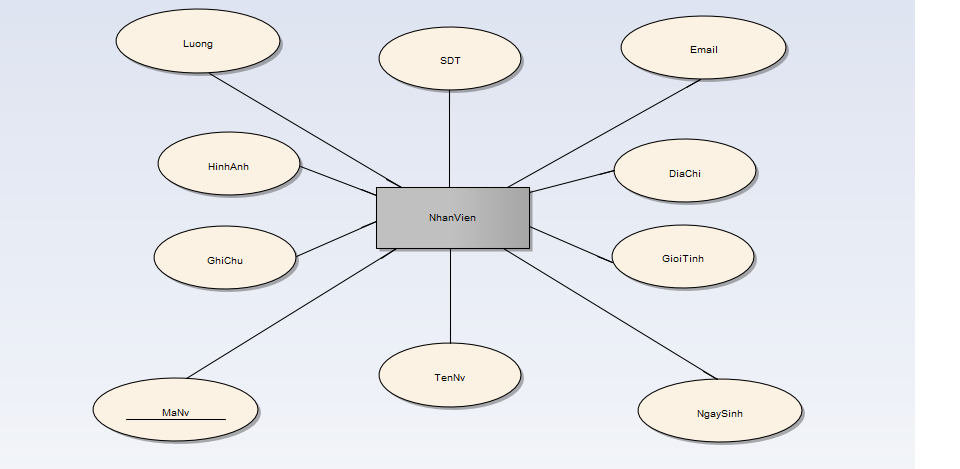 Luong
SDT
Email
HinhAnh
DiaChi
NhanVien
GhiChu
GioiTinh
TenNv
MaNv
NgaySinh